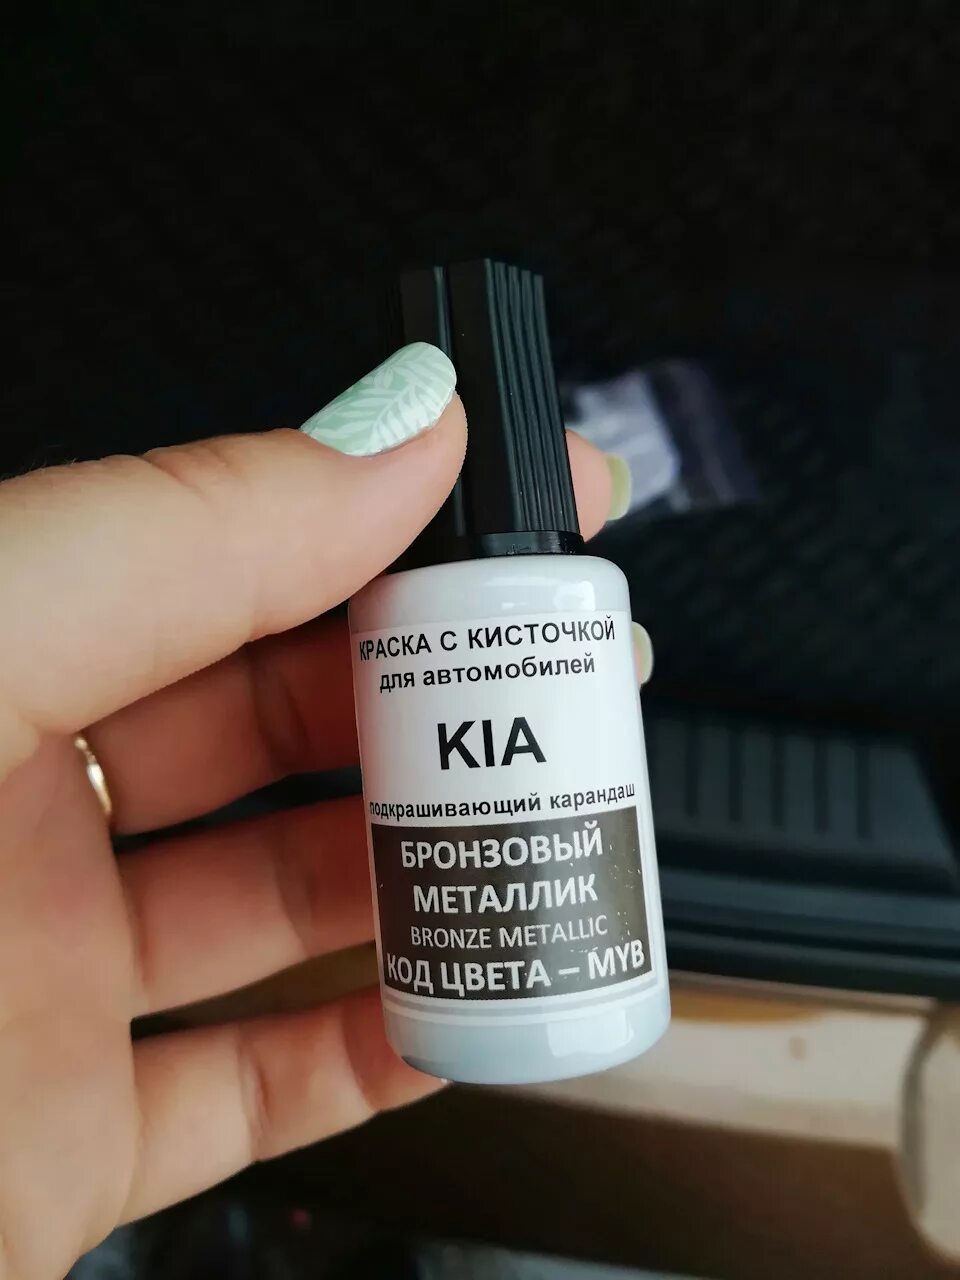 КРАСКА С КИСТОЧКОЙ
для автомобилей
KIA
подкрашивающий карандаш
БРОНЗОВЫЙ
МЕТАЛЛИК
BRONZE METALLIC
КОД ЦВЕТА – MYB